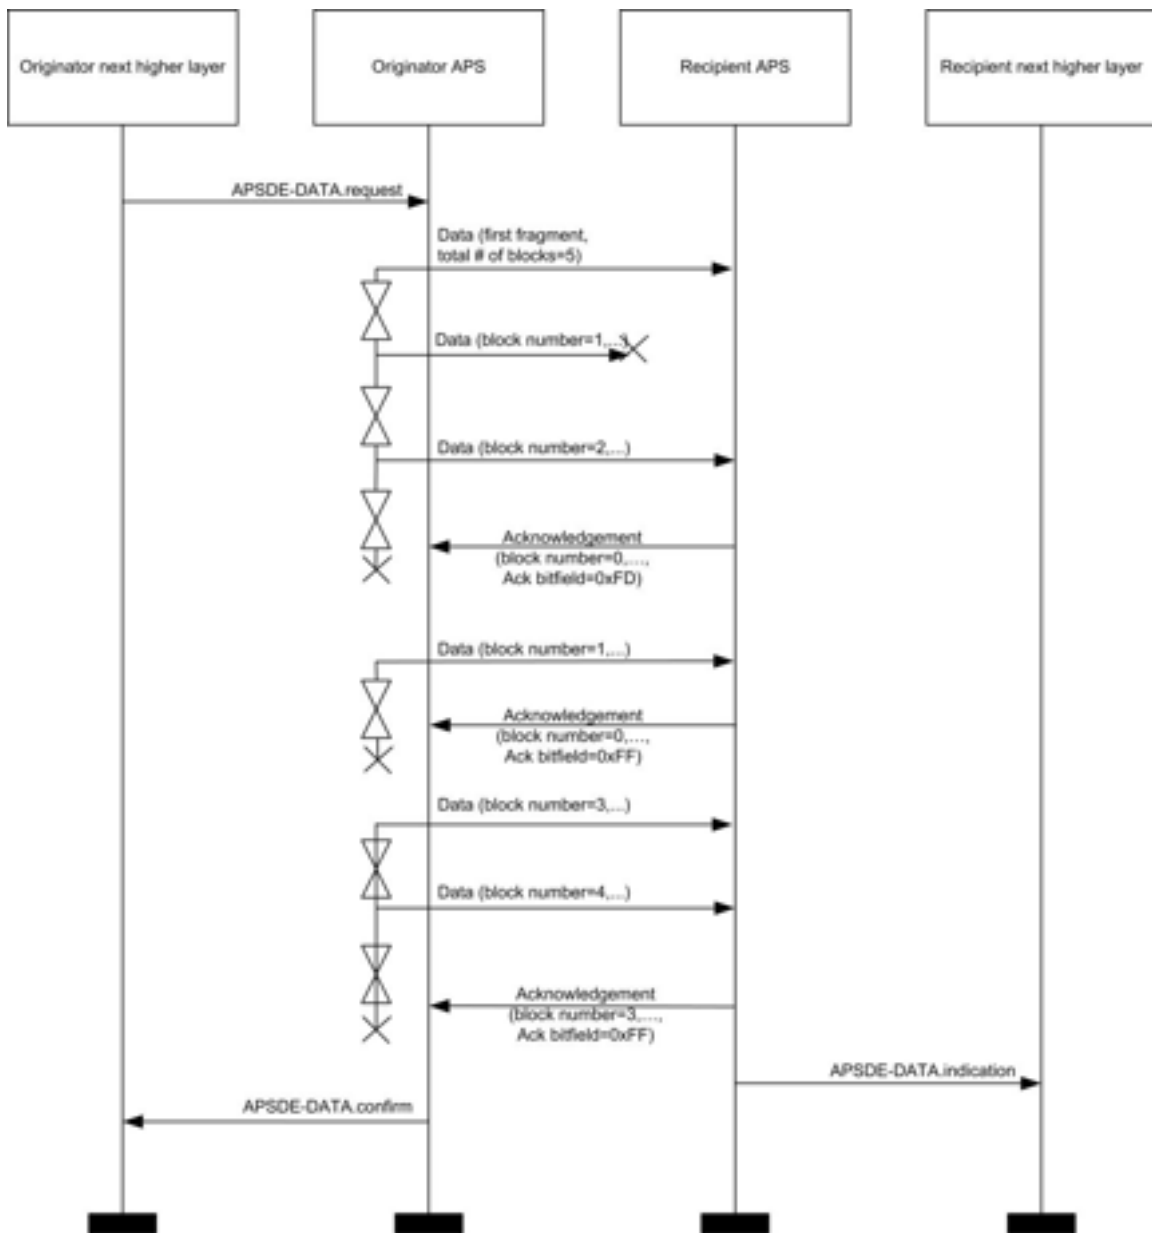 Originator next higher layer
Originator APS
Recipient APS
Recipient next higher layer
APSDE-DATA.request
Data (first fragment,
total # of blocks=5)
Data (block number=1,...)
Data (block number=2,...)
Acknowledgement
(block number=0,...,
Ack bitfield=0xFD)
Data (block number=1,...)
Acknowledgement
(block number=0,...,
Ack bitfield=0xFF)
Data (block number=3,...)
Data (block number=4,...)
Acknowledgement
(block number=3,...,
Ack bitfield=0xFF)
APSDE-DATA.indication
APSDE-DATA.confirm